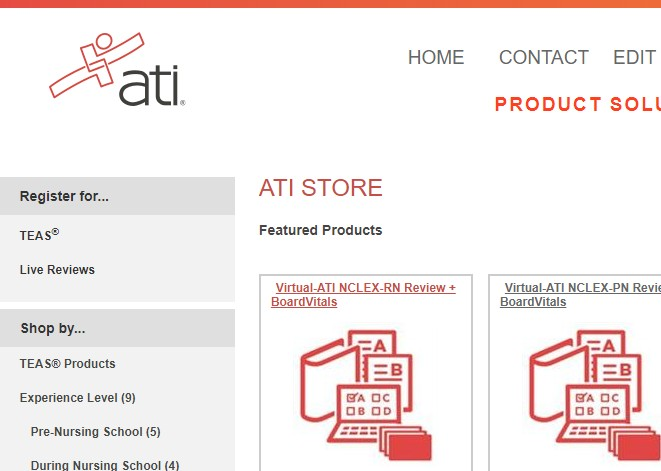 ati®
HOME CONTACT EDIT
PRODUCT SOLU
Register for...
TEAS®
Live Reviews
Shop by...
TEAS® Products
Experience Level (9)
Pre-Nursing School (5)
During Nursing School (4)
ATI STORE
Featured Products
Virtual-ATI NCLEX-RN Review +
BoardVitals
A
B
A C
B D
Virtual-ATI NCLEX-PN Revie
BoardVitals
A
B
A C
B D